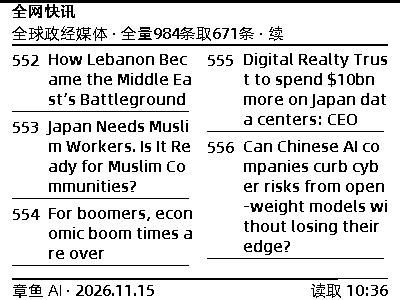 全网快讯
全球政经媒体 · 全量984条取671条 · 续
552 How Lebanon Bec
ame the Middle Ea
st's Battleground
553 Japan Needs Musli
m Workers. Is It Re
ady for Muslim Co
mmunities?
554 For boomers, econ
omic boom times a
re over
555 Digital Realty Trus
t to spend $10bn
more on Japan dat
a centers: CEO
556 Can Chinese AI co
mpanies curb cyb
er risks from open
-weight models wi
thout losing their
edge?
章鱼 AI · 2026.11.15
读取 10:36